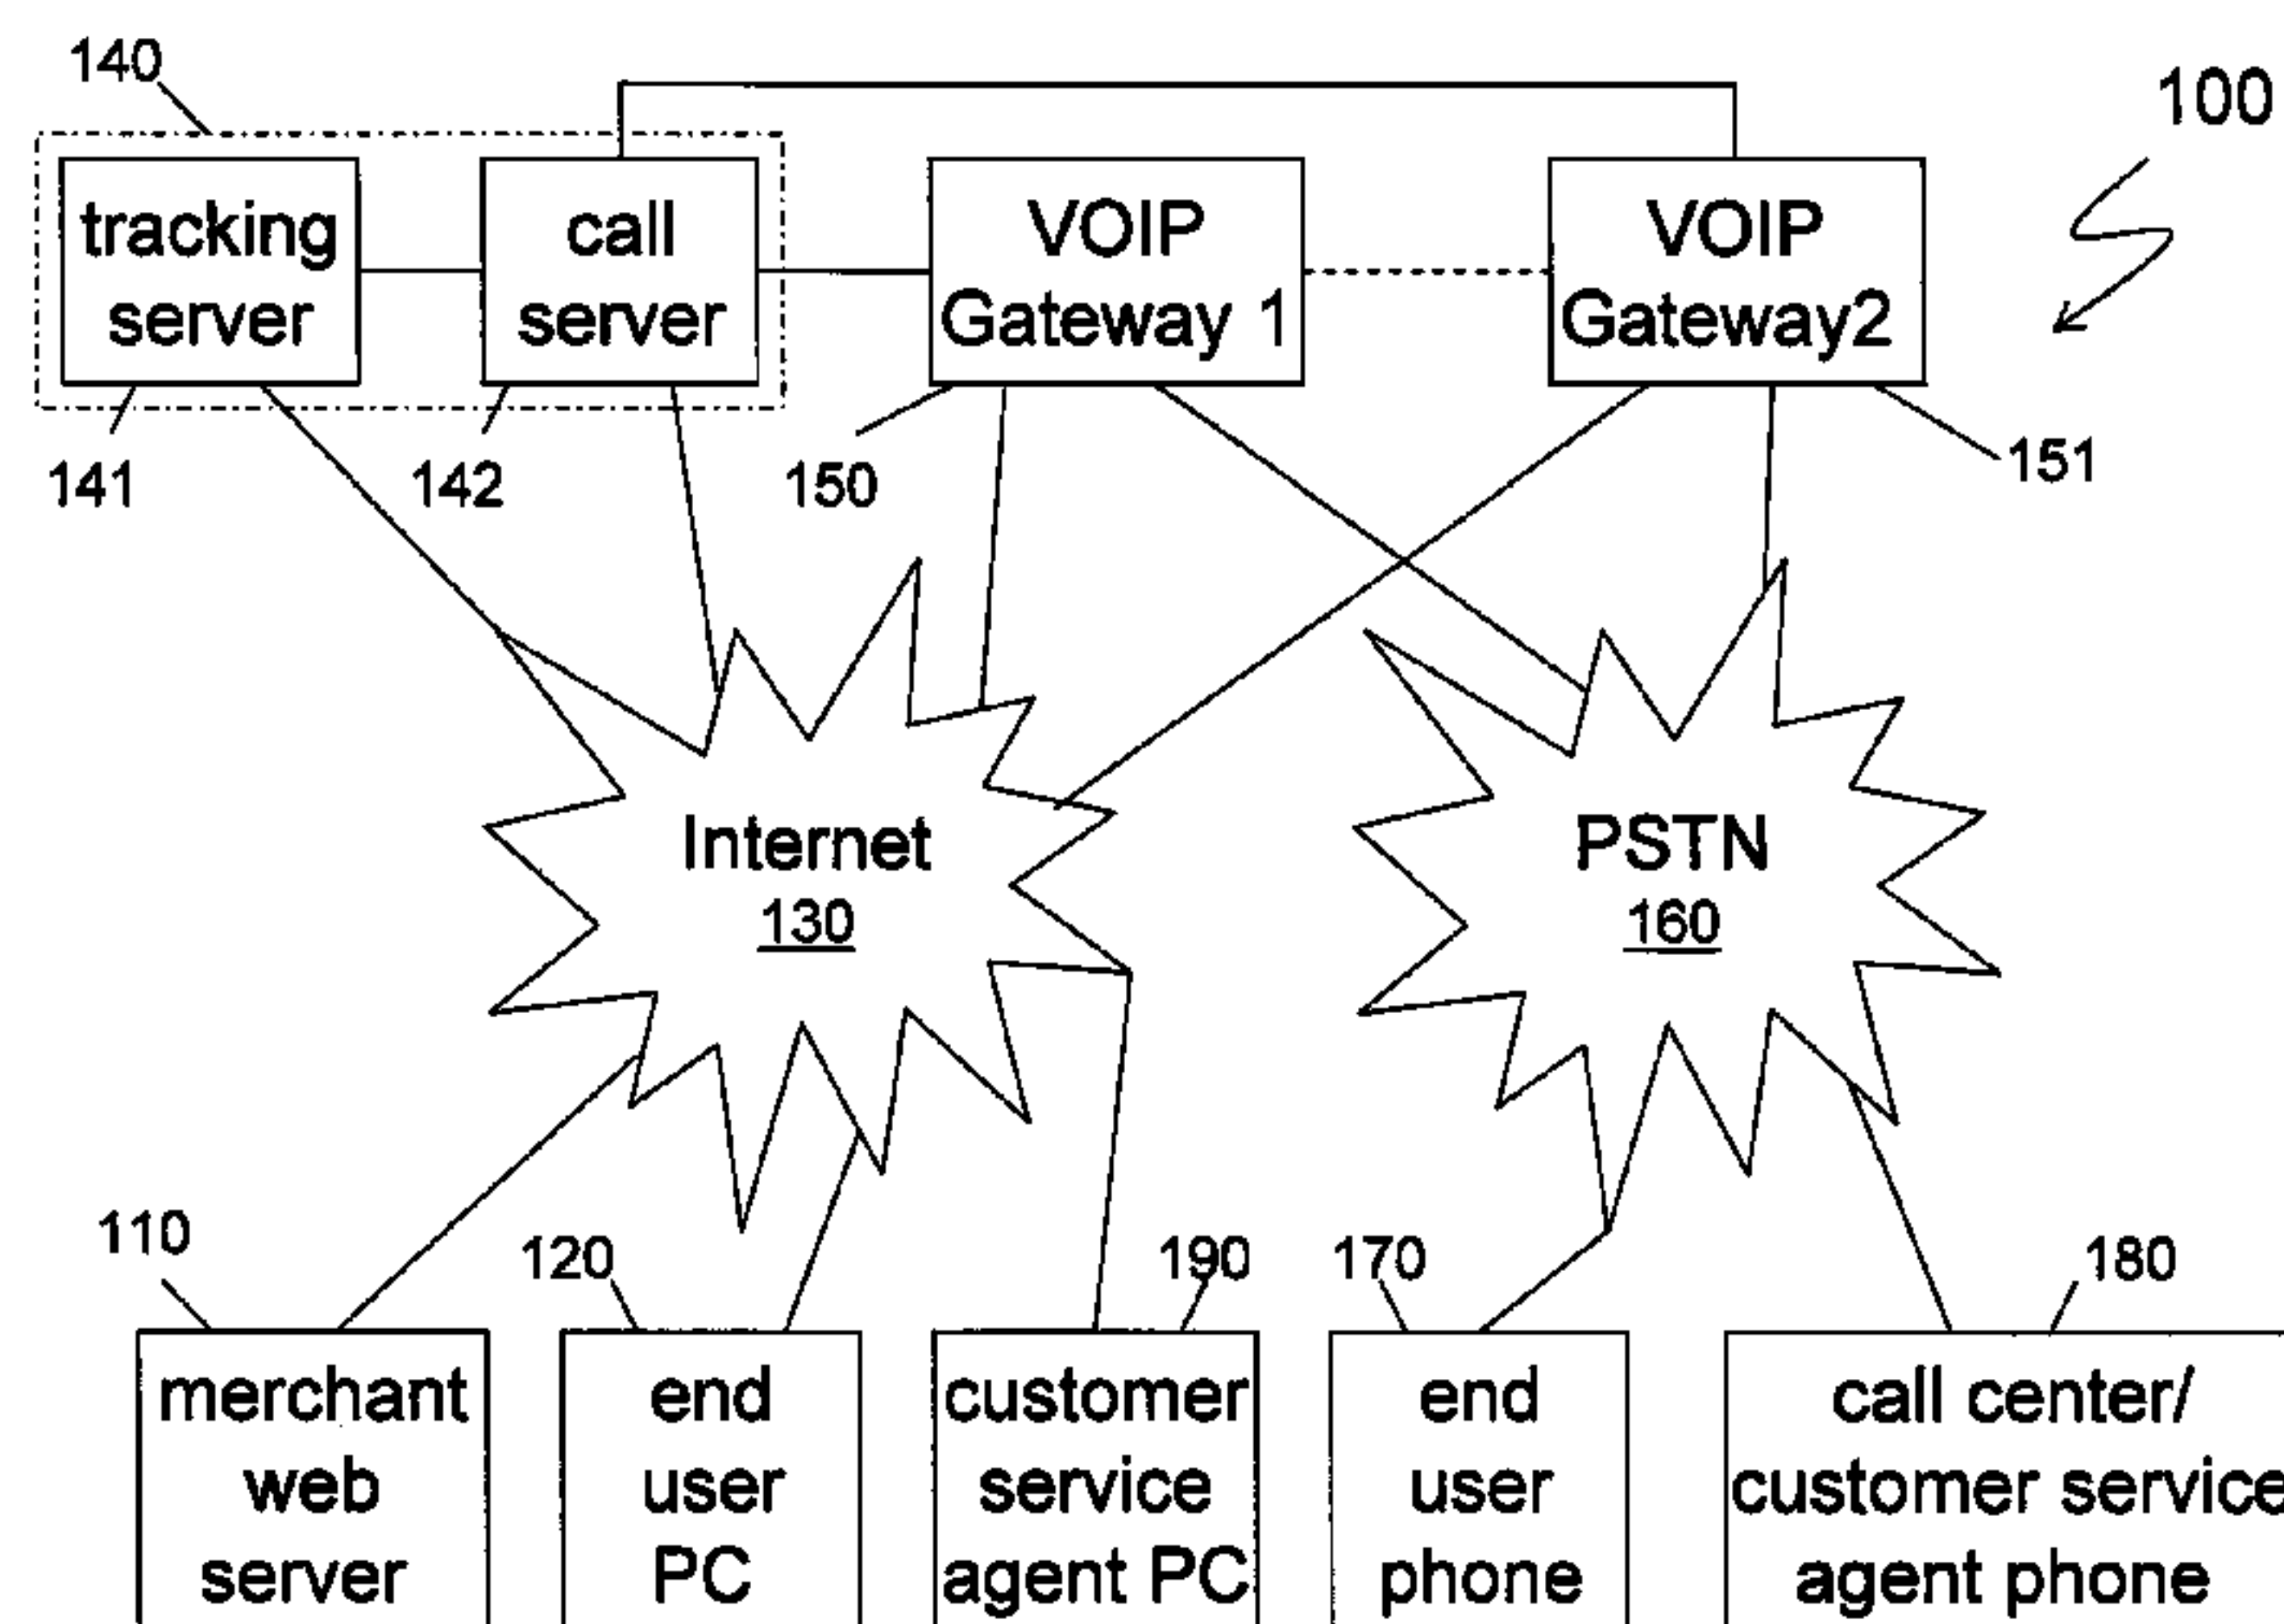 140
100
tracking
server
call
server
VOIP
Gateway 1
VOIP
Gateway2
141
142
150
151
Internet
130
PSTN
160
110
120
190
170
180
merchant
web
server
end
user
PC
customer
service
agent PC
end
user
phone
call center/
customer service
agent phone